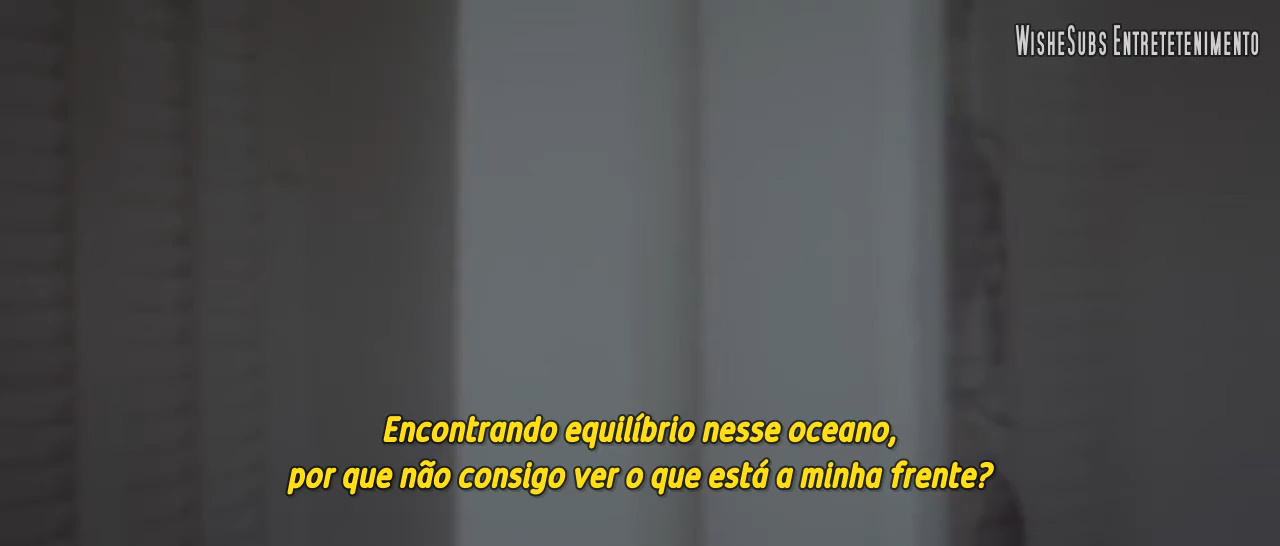 WisheSubs Entretetenimento
Encontrando equilíbrio nesse oceano,
por que não consigo ver o que está a minha frente?